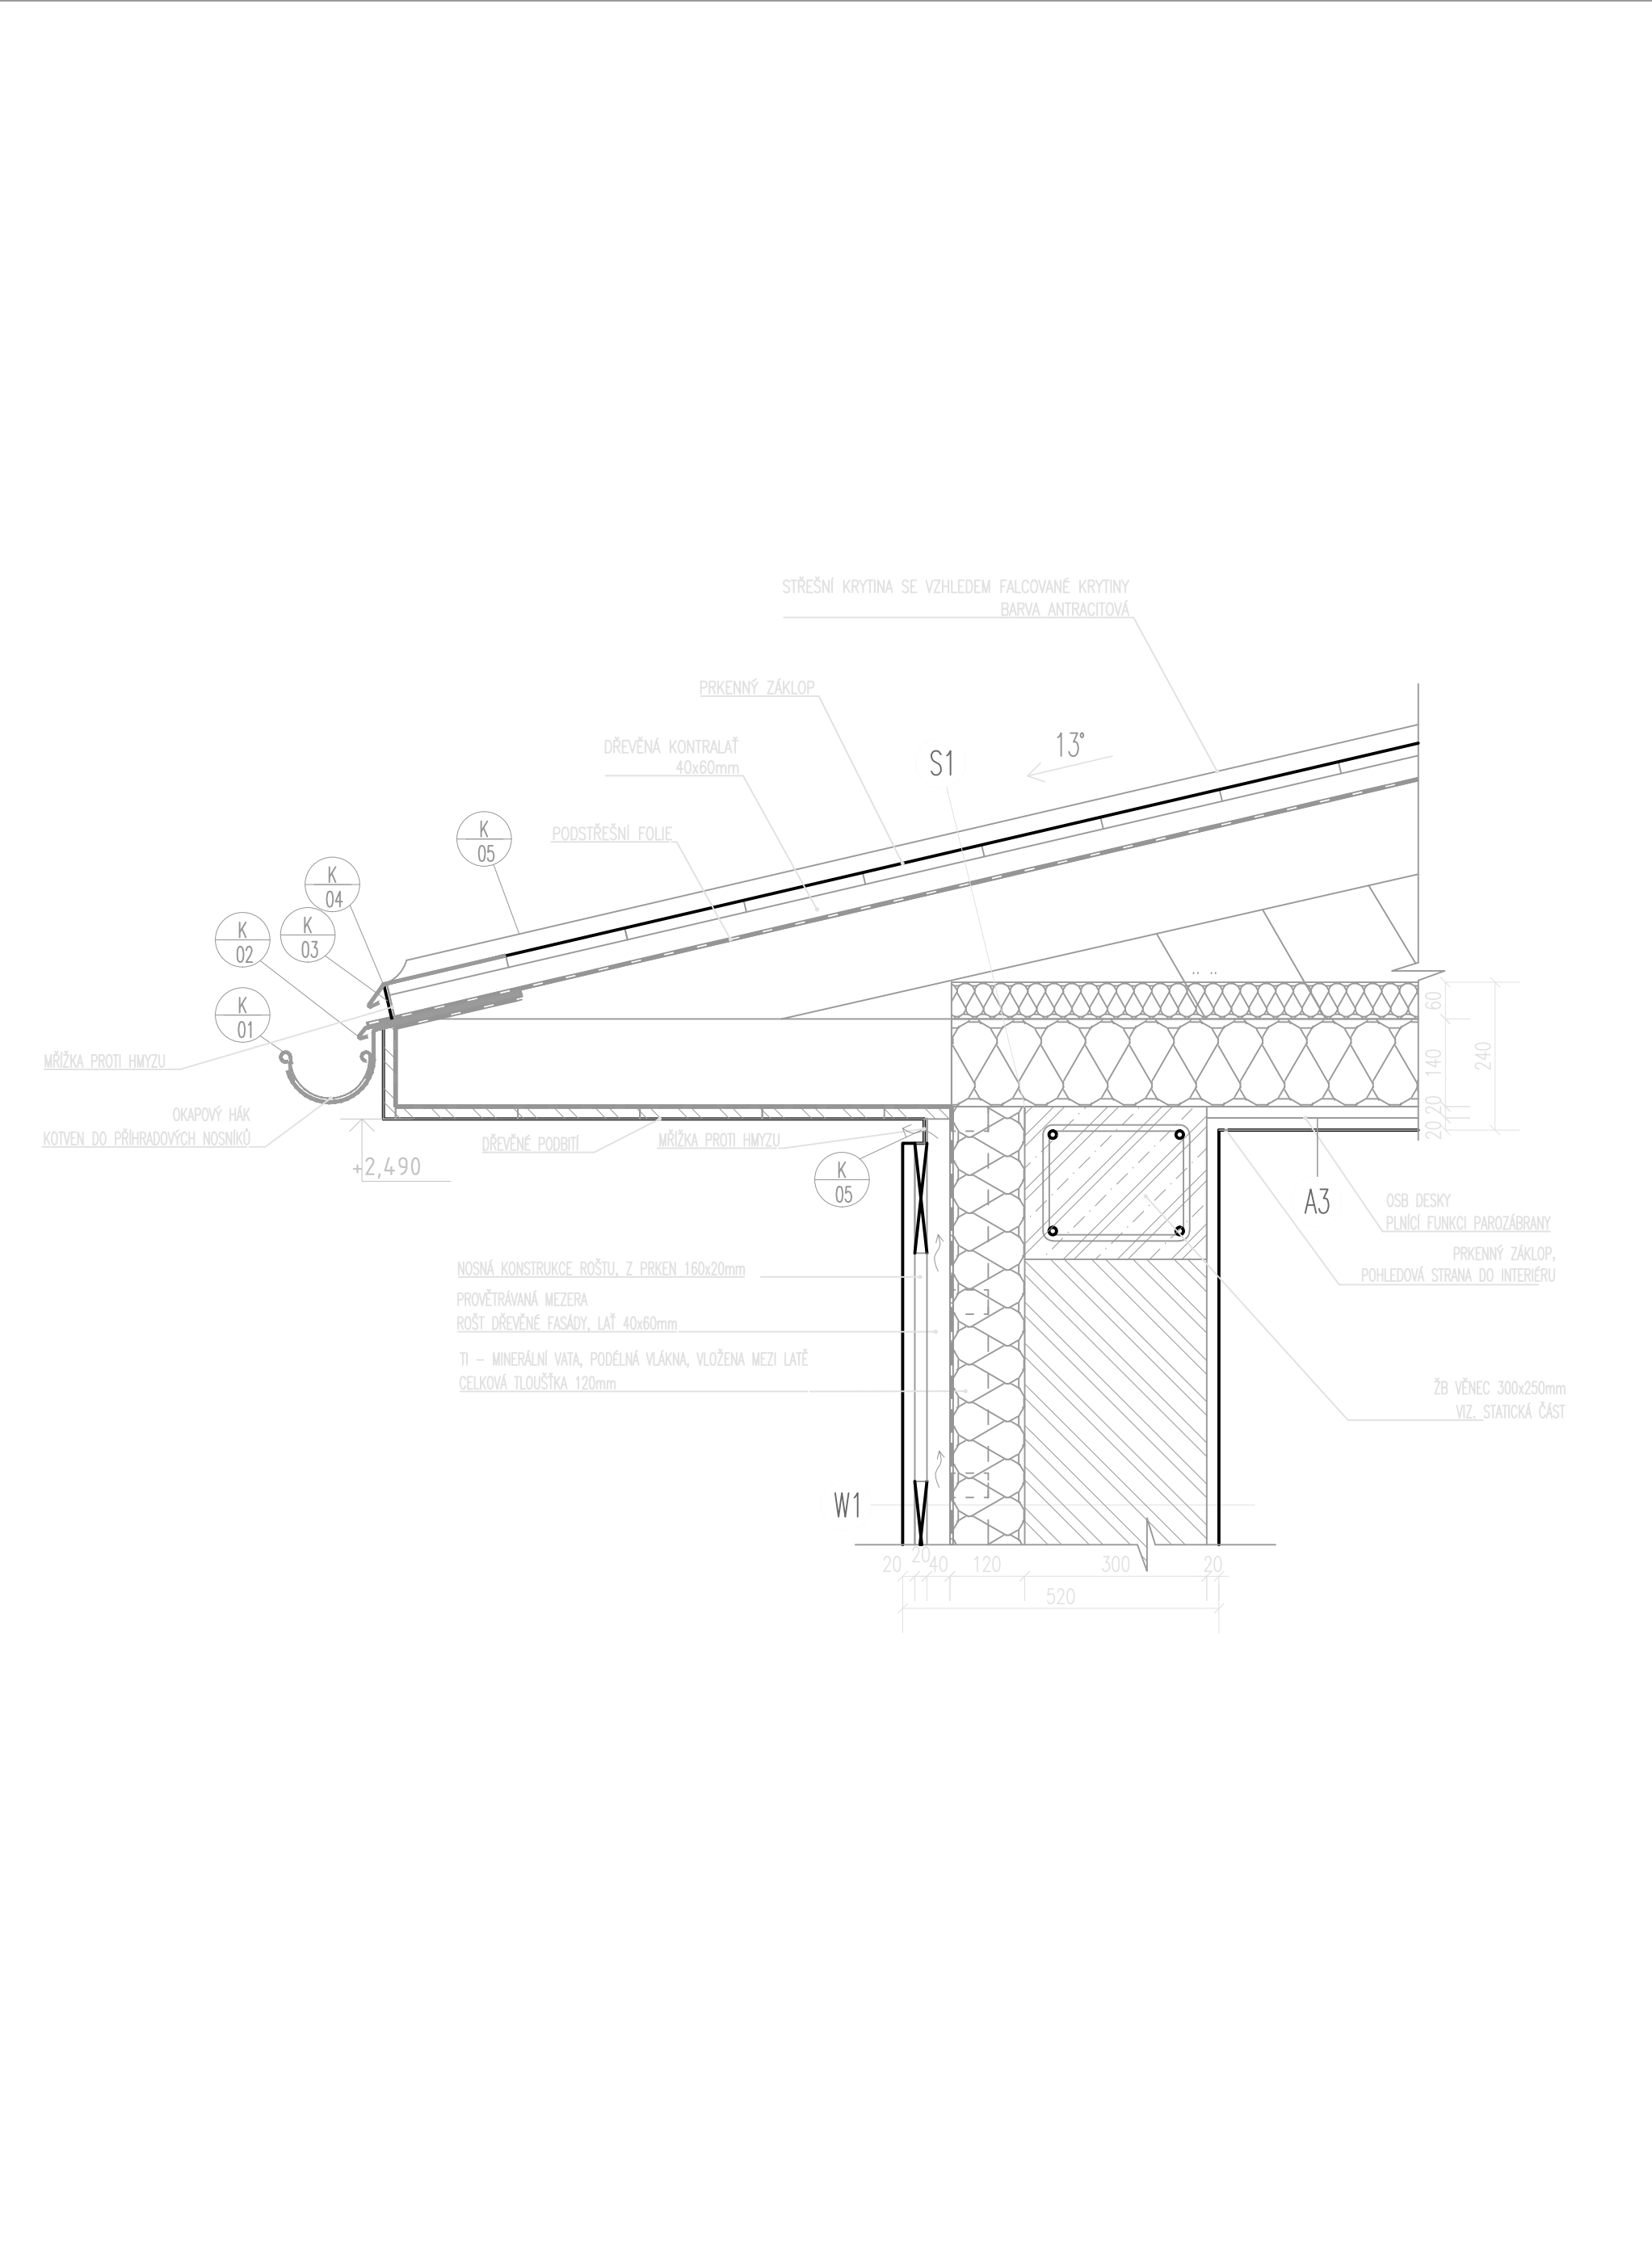 STŘEŠNÍ KRYTINA SE VZHLEDEM FALCOVANÉ KRYTINY
BARVA ANTRACITOVÁ
PRKENNÝ ZÁKLOP
DŘEVĚNÁ KONTRALAŤ
40x60mm
S1
13°
PODSTŘEŠNÍ FOLIE
K
05
K
04
K
03
K
02
K
01
MŘÍŽKA PROTI HMYZU
OKAPOVÝ HÁK
KOTVEN DO PŘÍHRADOVÝCH NOSNÍKŮ
+2,490
DŘEVĚNÉ PODBITÍ
MŘÍŽKA PROTI HMYZU
K
05
60
140
20
20
240
A3
OSB DESKY
PLNÍCÍ FUNKCI PAROZÁBRANY
PRKENNÝ ZÁKLOP,
POHLEDOVÁ STRANA DO INTERIÉRU
NOSNÁ KONSTRUKCE ROŠTU, Z PRKEN 160x20mm
PROVĚTRÁVANÁ MEZERA
ROŠT DŘEVĚNÉ FASÁDY, LAŤ 40x60mm
TI - MINERÁLNÍ VATA, PODÉLNÁ VLÁKNA, VLOŽENA MEZI LATĚ
CELKOVÁ TLOUŠŤKA 120mm
ŽB VĚNEC 300x250mm
VIZ. STATICKÁ ČÁST
W1
20
20
40
120
300
20
520